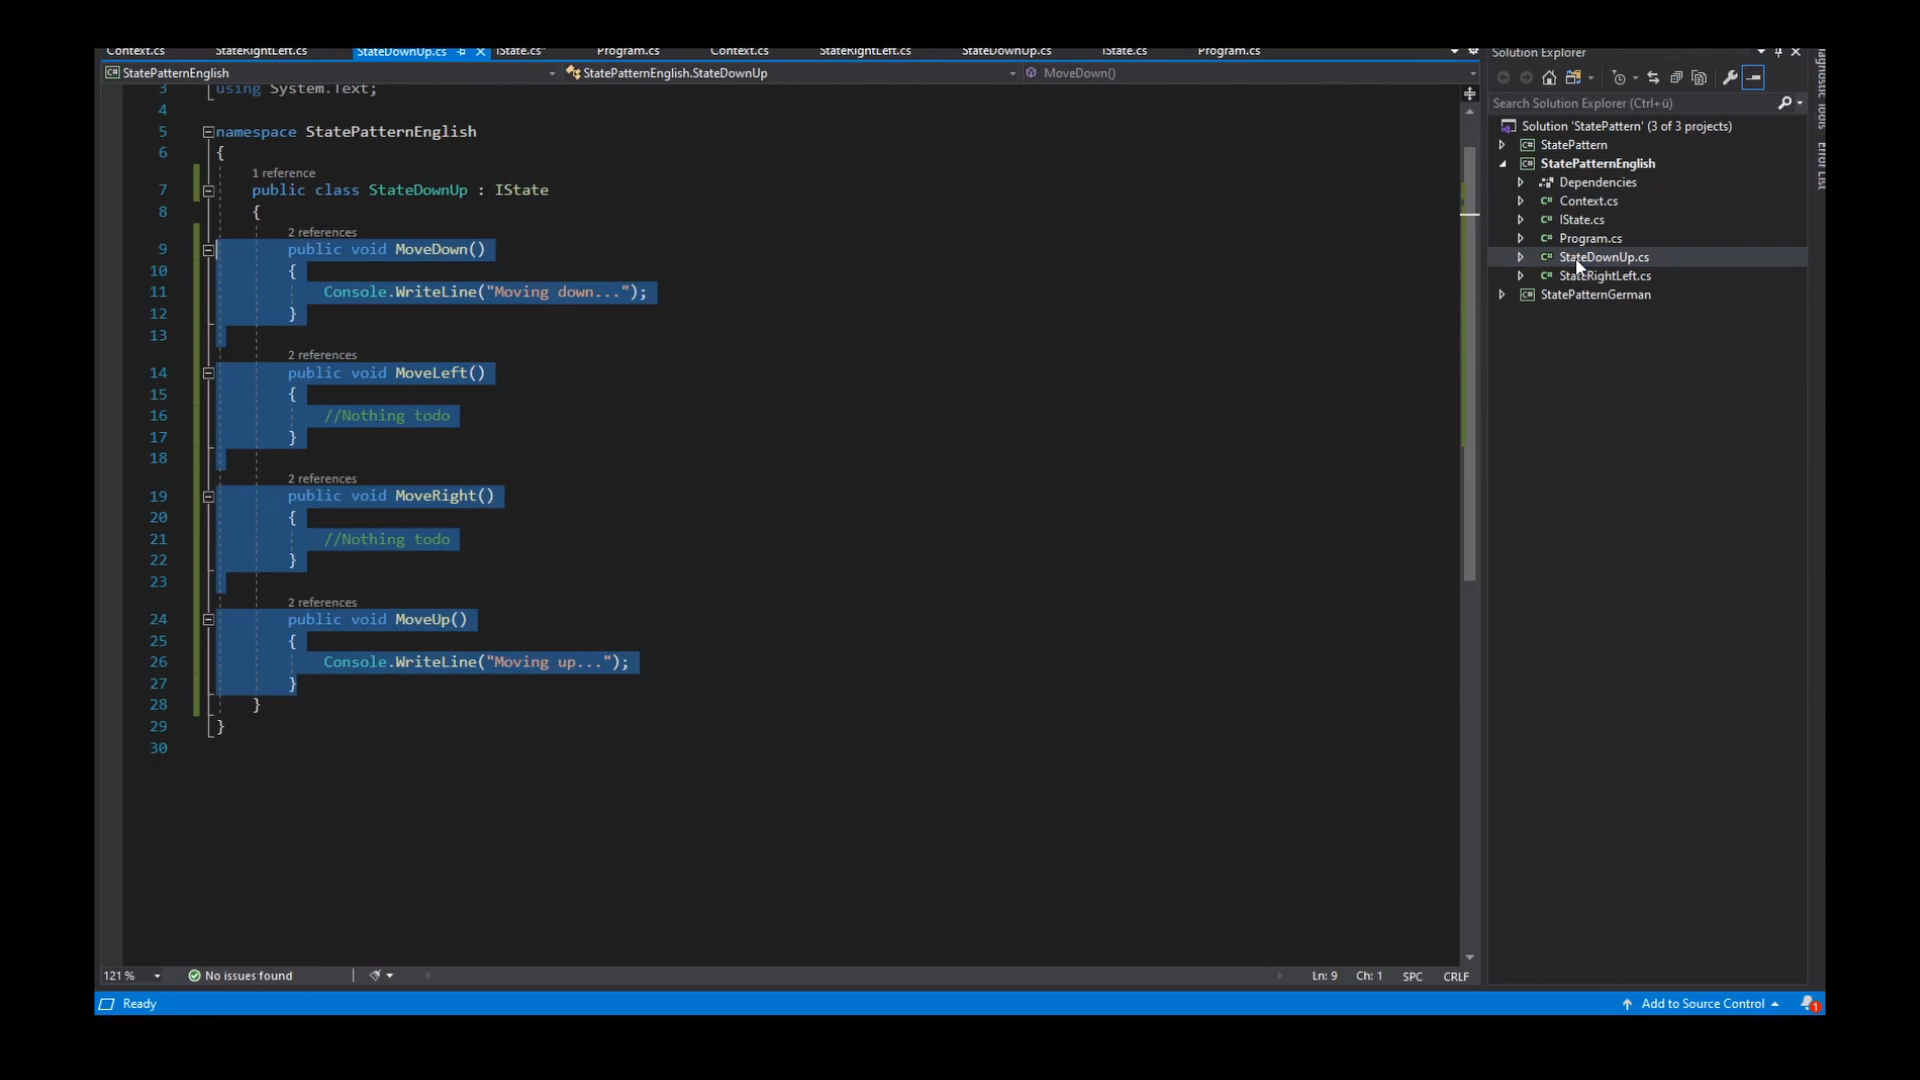 Context.cs StateRightLeft.cs StateDownUp.cs IState.cs* Program.cs Context.cs StateRightLeft.cs StateDownUp.cs IState.cs Program.cs
StatePatternEnglish StatePatternEnglish.StateDownUp MoveDown()
3 using System.Text;
4
5 namespace StatePatternEnglish
6 {
1 reference
7 public class StateDownUp : IState
8 {
2 references
9 public void MoveDown()
10 {
11 Console.WriteLine("Moving down...");
12 }
13
2 references
14 public void MoveLeft()
15 {
16 //Nothing todo
17 }
18
2 references
19 public void MoveRight()
20 {
21 //Nothing todo
22 }
23
2 references
24 public void MoveUp()
25 {
26 Console.WriteLine("Moving up...");
27 }
28 }
29 }
30
121 % No issues found Ln: 9 Ch: 1 SPC CRLF
Ready Add to Source Control 1
Solution Explorer
Search Solution Explorer (Ctrl+ü)
Solution 'StatePattern' (3 of 3 projects)
StatePattern
StatePatternEnglish
Dependencies
Context.cs
IState.cs
Program.cs
StateDownUp.cs
StateRightLeft.cs
StatePatternGerman
Tools
Error List